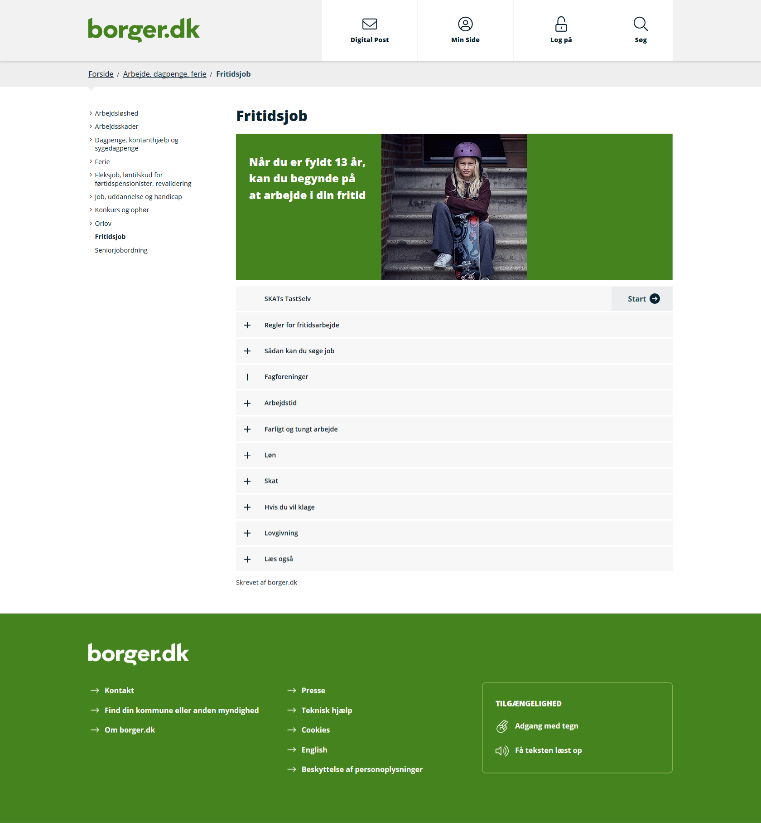 borger.dk
Digital Post
Min Side
Log på
Søg
Forside / Arbejde, dagpenge, ferie / Fritidsjob
Arbejdsløshed
Arbejdsskader
Dagpenge, kontanthjælp og
sygedagpenge
Ferie
Fleksjob, løntilskud for
førtidspensionister, revalidering
Job, uddannelse og handicap
Konkurs og ophør
Orlov
Fritidsjob
Seniorjobordning
Fritidsjob
Når du er fyldt 13 år,
kan du begynde på
at arbejde i din fritid
SKATs TastSelv
Start
Regler for fritidsarbejde
Sådan kan du søge job
Fagforeninger
Arbejdstid
Farligt og tungt arbejde
Løn
Skat
Hvis du vil klage
Lovgivning
Læs også
Skrevet af borger.dk
borger.dk
Kontakt
Find din kommune eller anden myndighed
Om borger.dk
Presse
Teknisk hjælp
Cookies
English
Beskyttelse af personoplysninger
TILGÆNGELIGHED
Adgang med tegn
Få teksten læst op